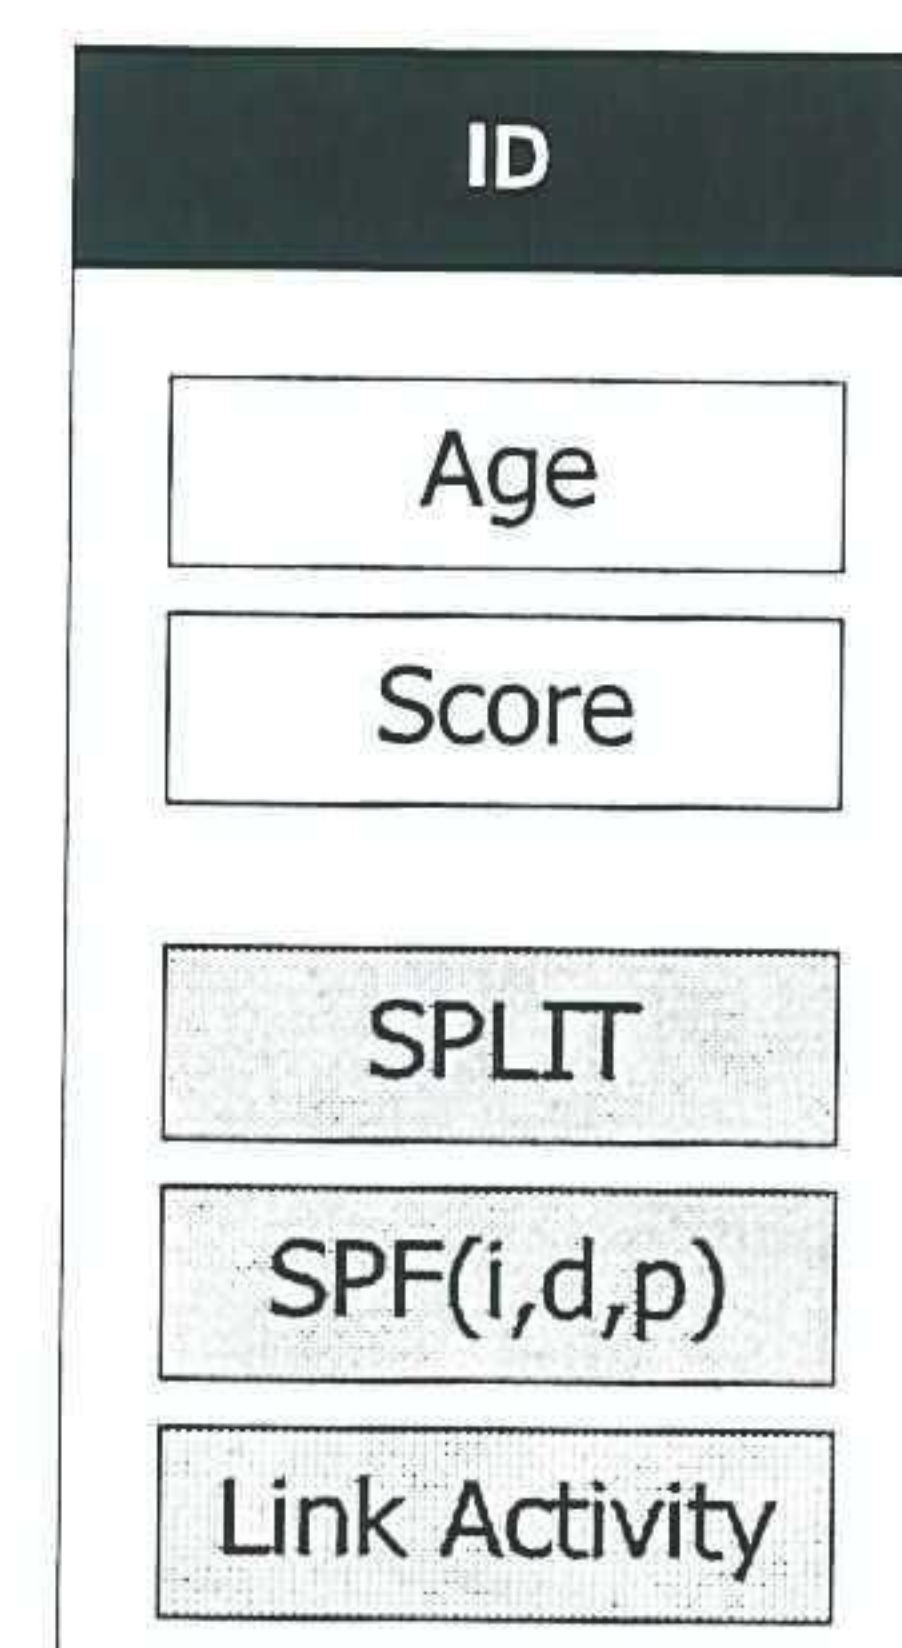 ID
Age
Score
SPLIT
SPF(i,d,p)
Link Activity